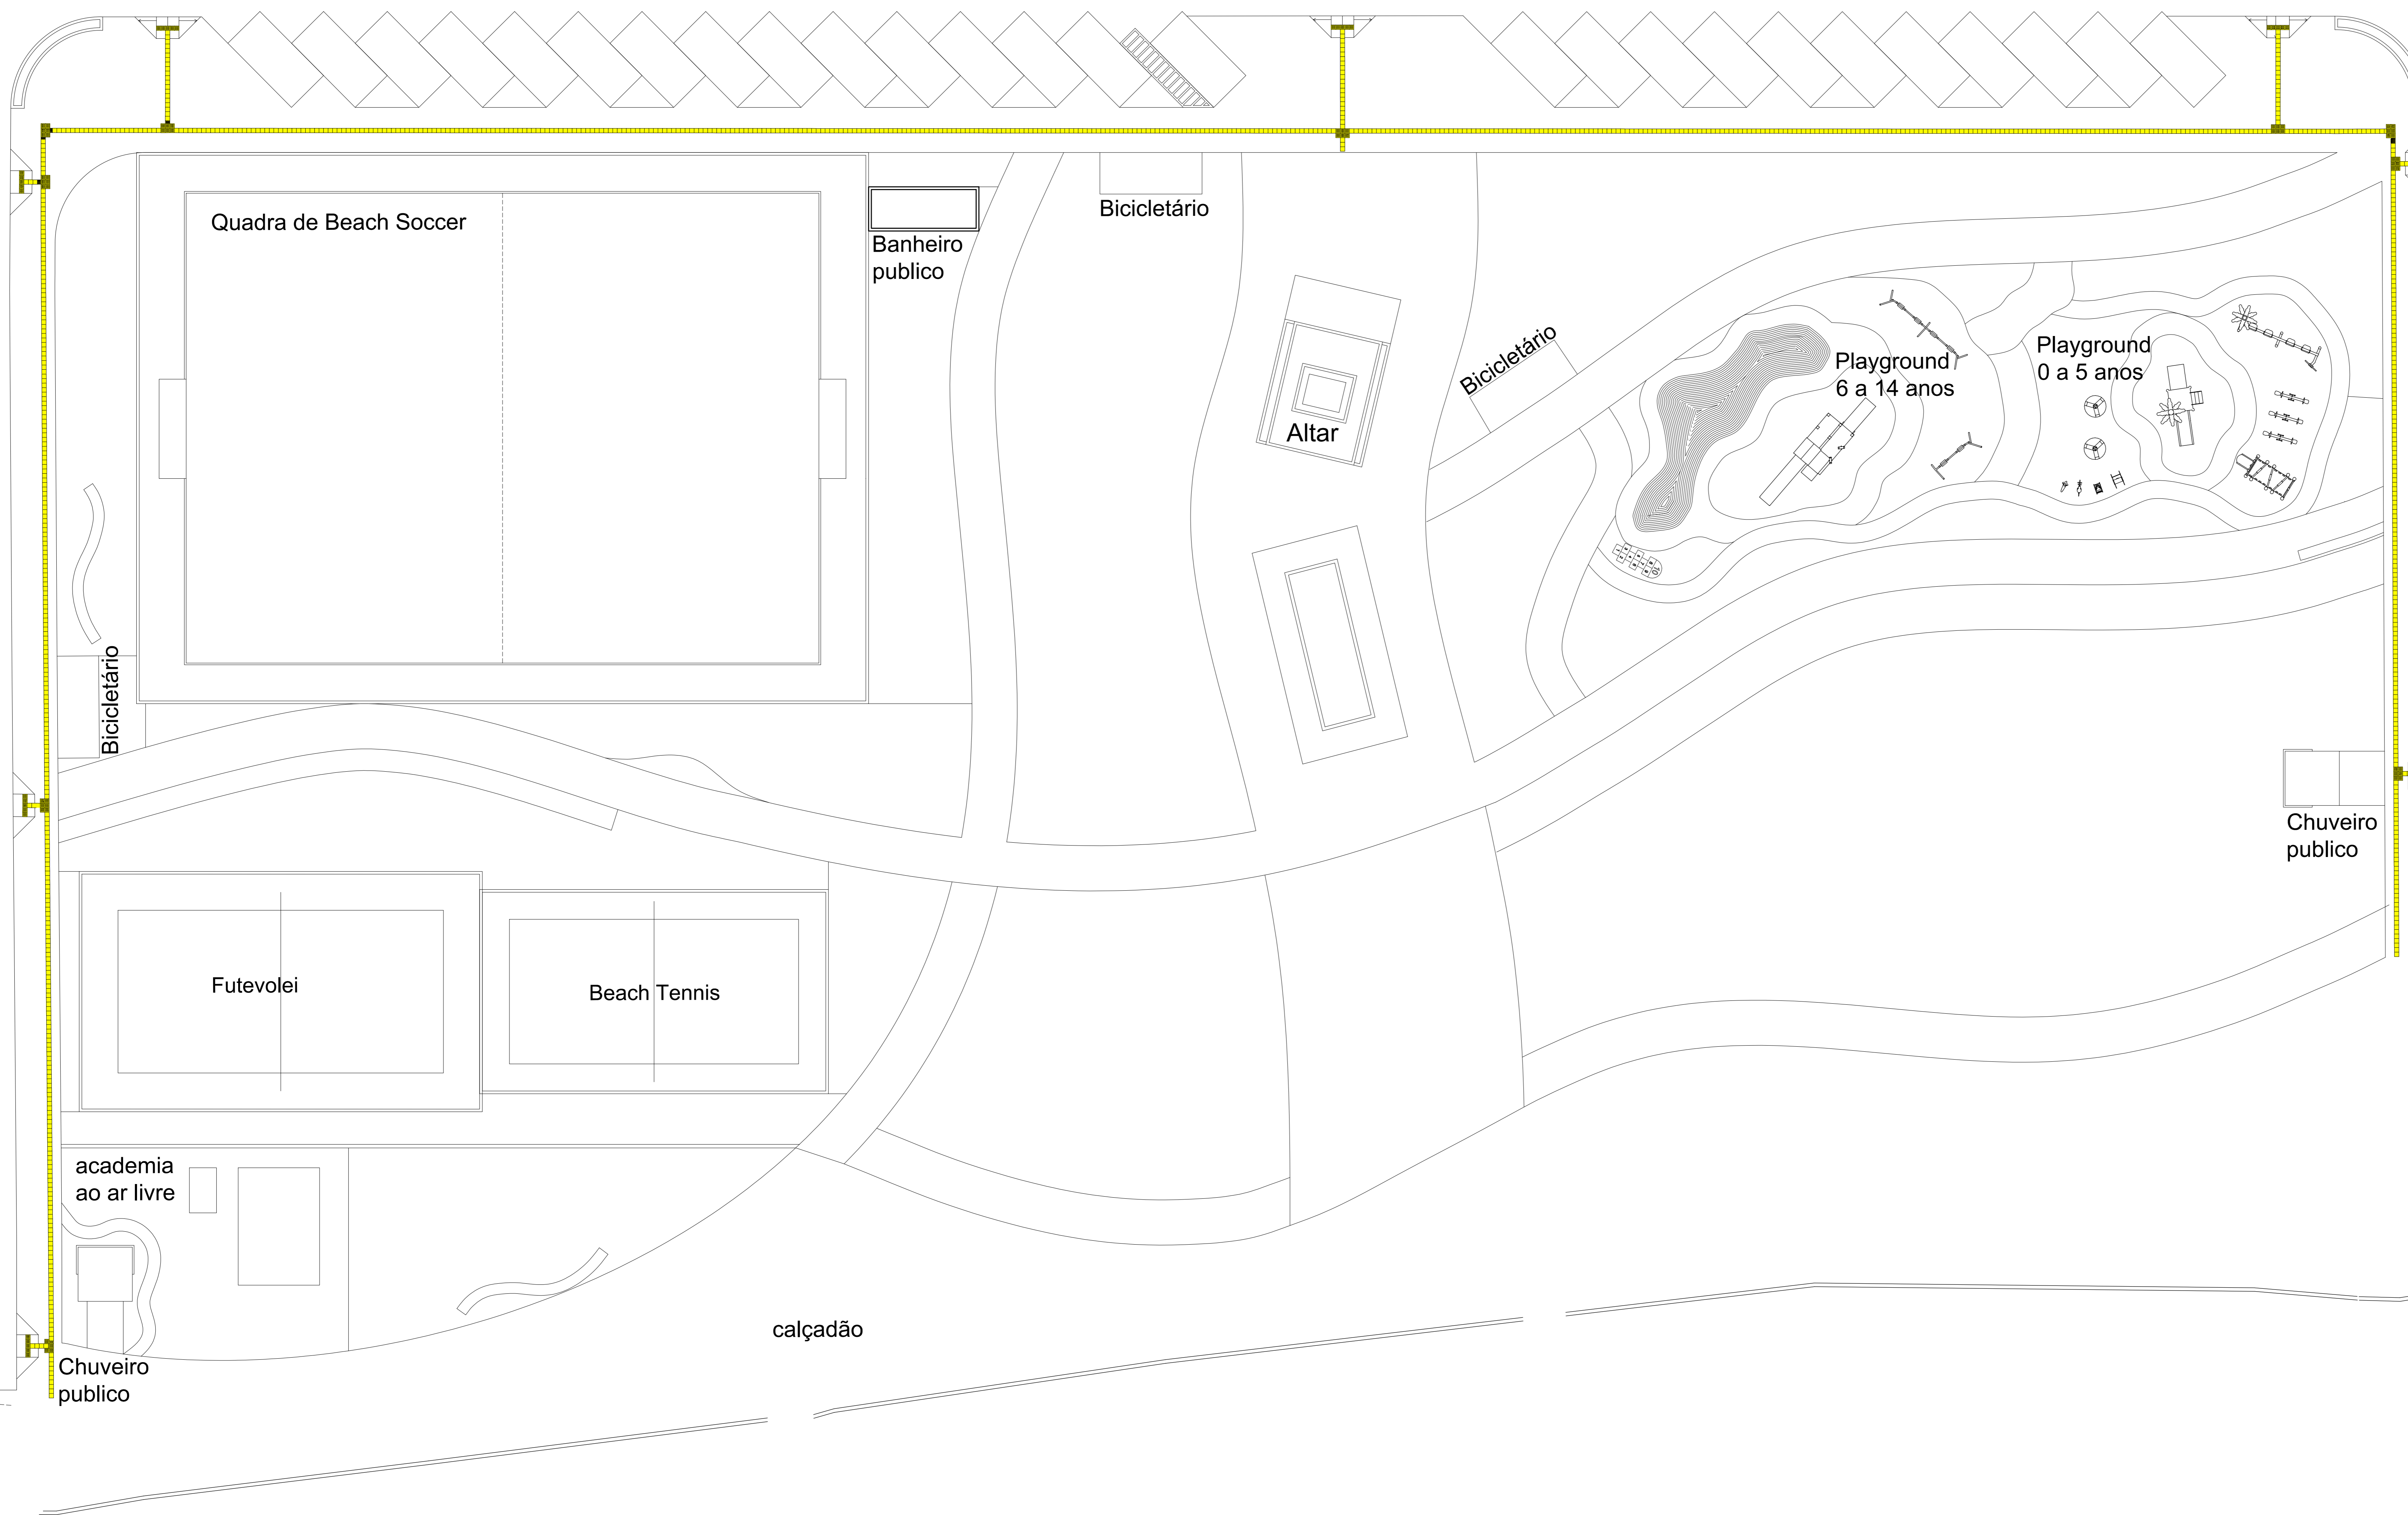 Quadra de Beach Soccer
Banheiro
publico
Bicicletário
Bicicletário
Altar
Playground
6 a 14 anos
Playground
0 a 5 anos
Bicicletário
Chuveiro
publico
Futevolei
Beach Tennis
academia
ao ar livre
Chuveiro
publico
calçadão